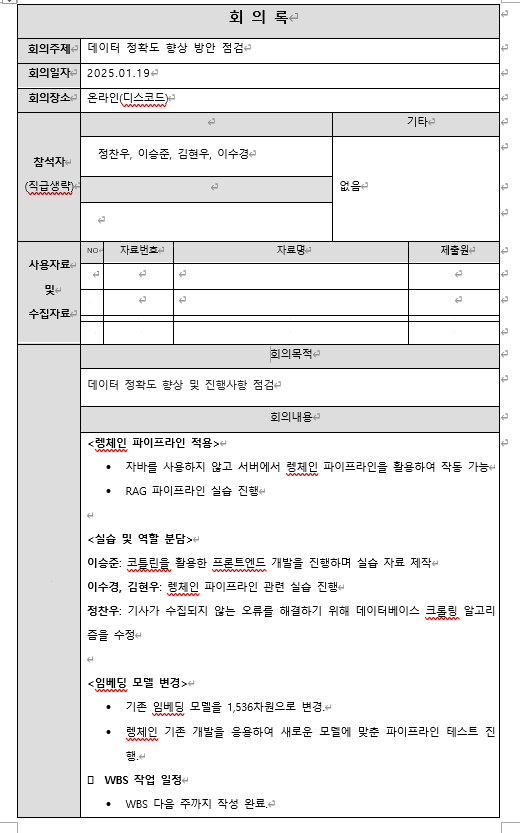 회 의 록
회의주제 데이터 정확도 향상 방안 점검
회의일자 2025.01.19
회의장소 온라인(디스코드)
기타
참석자
(직급생략)
정찬우, 이승준, 김현우, 이수경
없음
사용자료
및
수집자료
NO 자료번호 자료명 제출원
회의목적
데이터 정확도 향상 및 진행사항 점검
회의내용
<렝체인 파이프라인 적용>
• 자바를 사용하지 않고 서버에서 렝체인 파이프라인을 활용하여 작동 가능
• RAG 파이프라인 실습 진행
<실습 및 역할 분담>
이승준: 코틀린을 활용한 프론트엔드 개발을 진행하며 실습 자료 제작
이수경, 김현우: 렝체인 파이프라인 관련 실습 진행
정찬우: 기사가 수집되지 않는 오류를 해결하기 위해 데이터베이스 크롤링 알고리
즘을 수정
<임베딩 모델 변경>
• 기존 임베딩 모델을 1,536차원으로 변경.
• 렝체인 기존 개발을 응용하여 새로운 모델에 맞춘 파이프라인 테스트 진
행.
WBS 작업 일정
• WBS 다음 주까지 작성 완료.